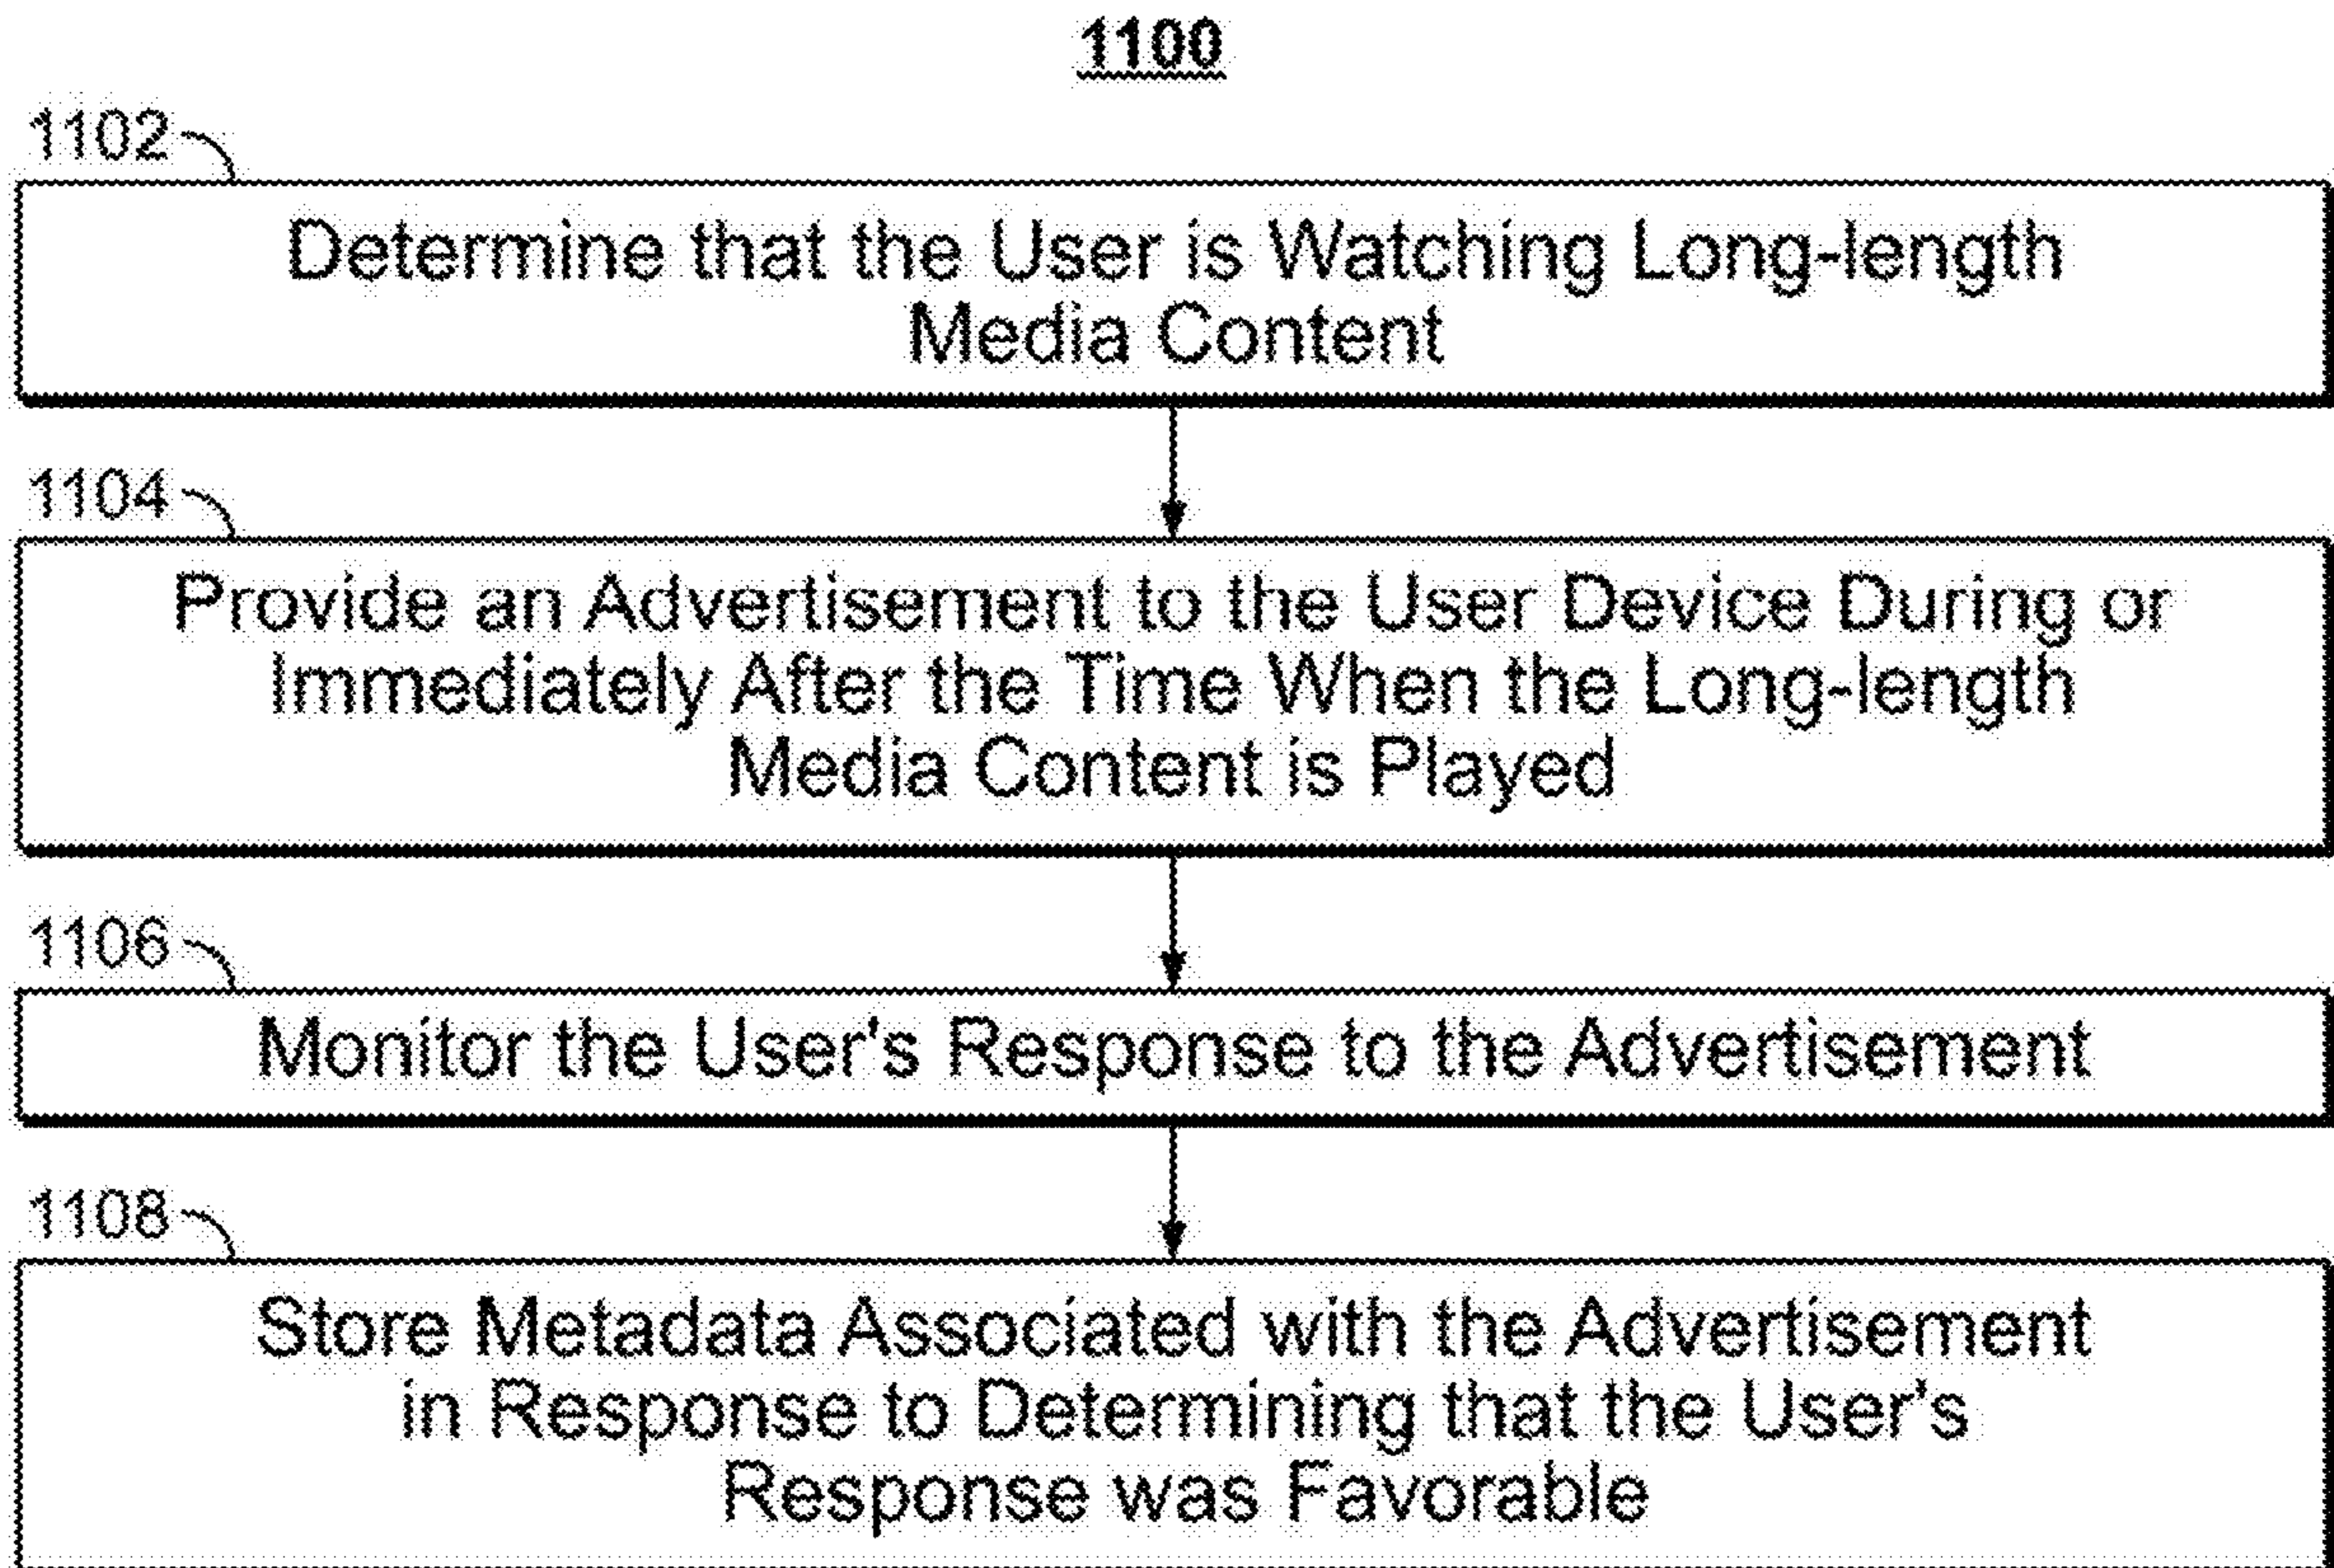 1100
1102
Determine that the User is Watching Long-length
Media Content
1104
Provide an Advertisement to the User Device During or
Immediately After the Time When the Long-length
Media Content is Played
1106
Monitor the User's Response to the Advertisement
1108
Store Metadata Associated with the Advertisement
in Response to Determining that the User's
Response was Favorable